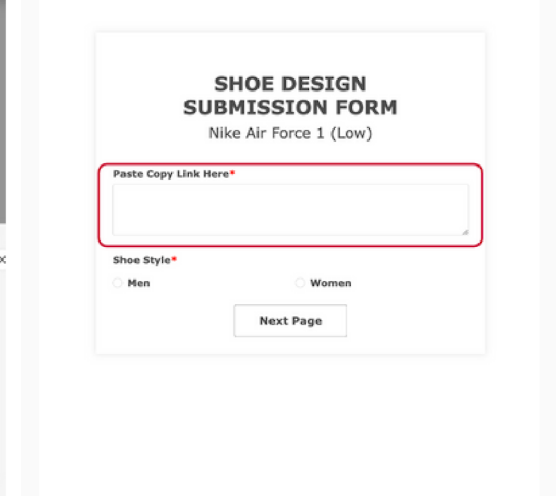 SHOE DESIGN
SUBMISSION FORM
Nike Air Force 1 (Low)
Paste Copy Link Here*
Shoe Style*
Men
Women
Next Page